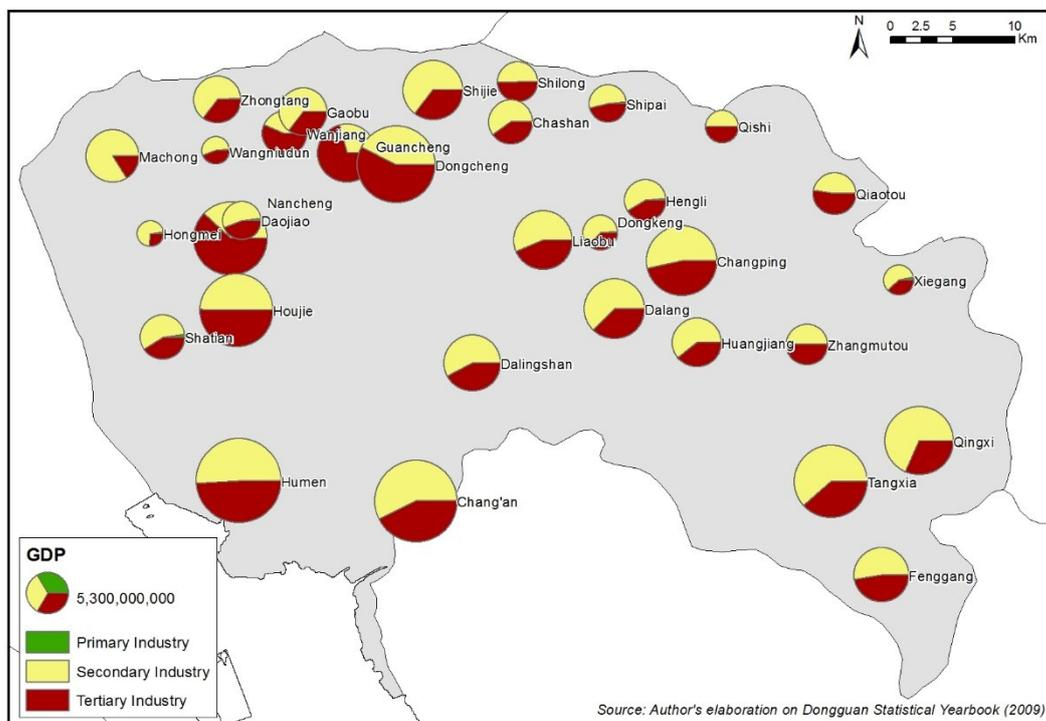 N
0 2.5 5 10
Km
Shilong
Shijie
Zhongtang
Shipai
Gaobu
Chashan
Qishi
Wanjiang
Guancheng
Machong
Wangniudun
Dongcheng
Qiaotou
Hengli
Nancheng
Daojiao
Dongkeng
Hongmei
Liaobu
Changping
Xiegang
Houjie
Dalang
Shatian
Huangjiang
Zhangmutou
Dalingshan
Qingxi
Humen
Tangxia
Chang'an
GDP
Fenggang
5,300,000,000
Primary Industry
Secondary Industry
Tertiary Industry
Source: Author's elaboration on Dongguan Statistical Yearbook (2009)